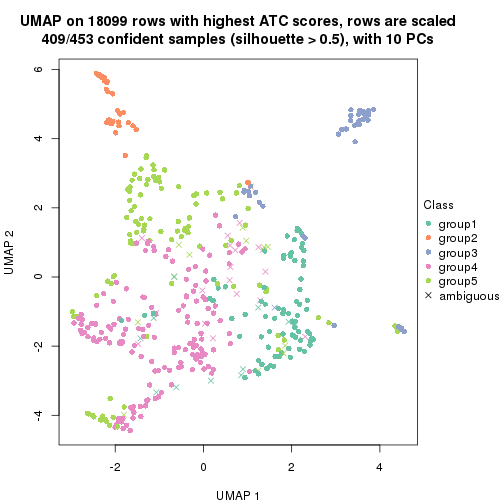 UMAP on 18099 rows with highest ATC scores, rows are scaled
409/453 confident samples (silhouette > 0.5), with 10 PCs
6
4
2
0
-2
-4
UMAP 2
-2
0
2
4
UMAP 1
Class
group1
group2
group3
group4
group5
ambiguous